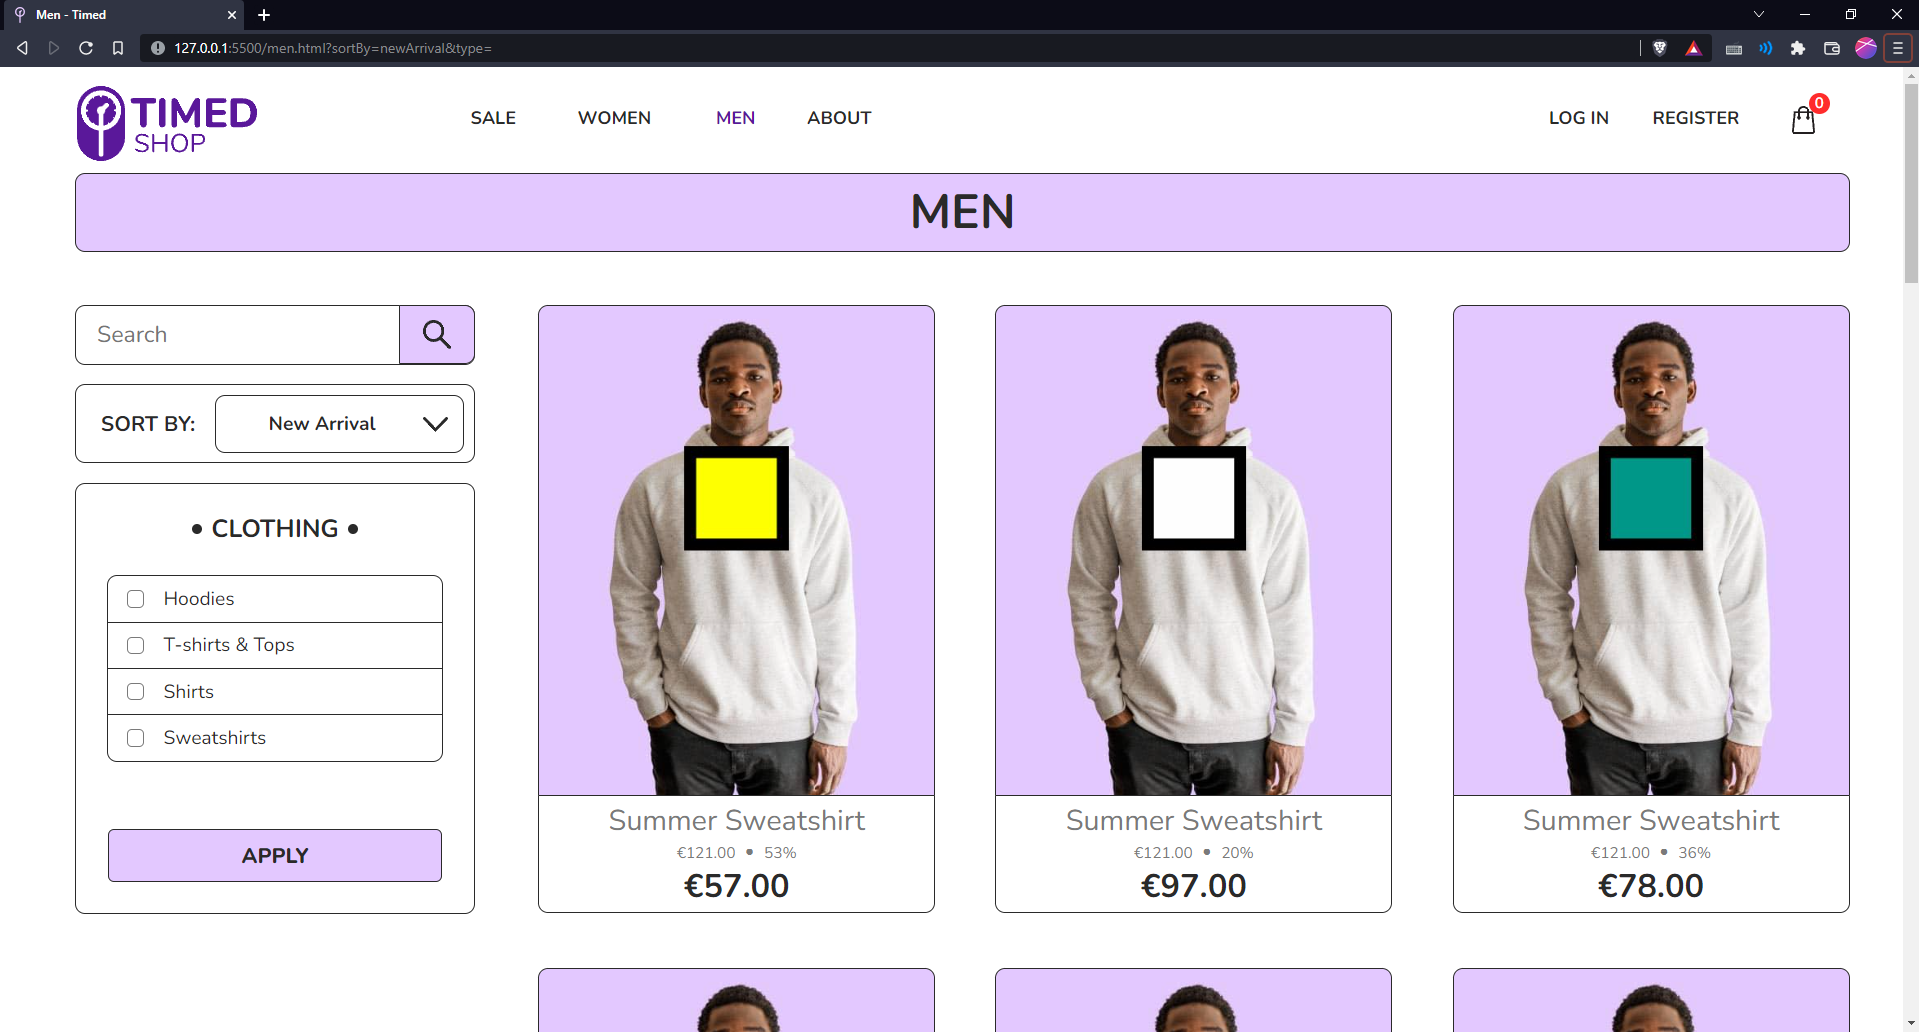 Men - Timed
127.0.0.1:5500/men.html?sortBy=newArrival&type=
TIMED
SHOP
SALE
WOMEN
MEN
ABOUT
LOG IN
REGISTER
0
MEN
Search
SORT BY:
New Arrival
• CLOTHING •
Hoodies
T-shirts & Tops
Shirts
Sweatshirts
APPLY
Summer Sweatshirt
€121.00 • 53%
€57.00
Summer Sweatshirt
€121.00 • 20%
€97.00
Summer Sweatshirt
€121.00 • 36%
€78.00